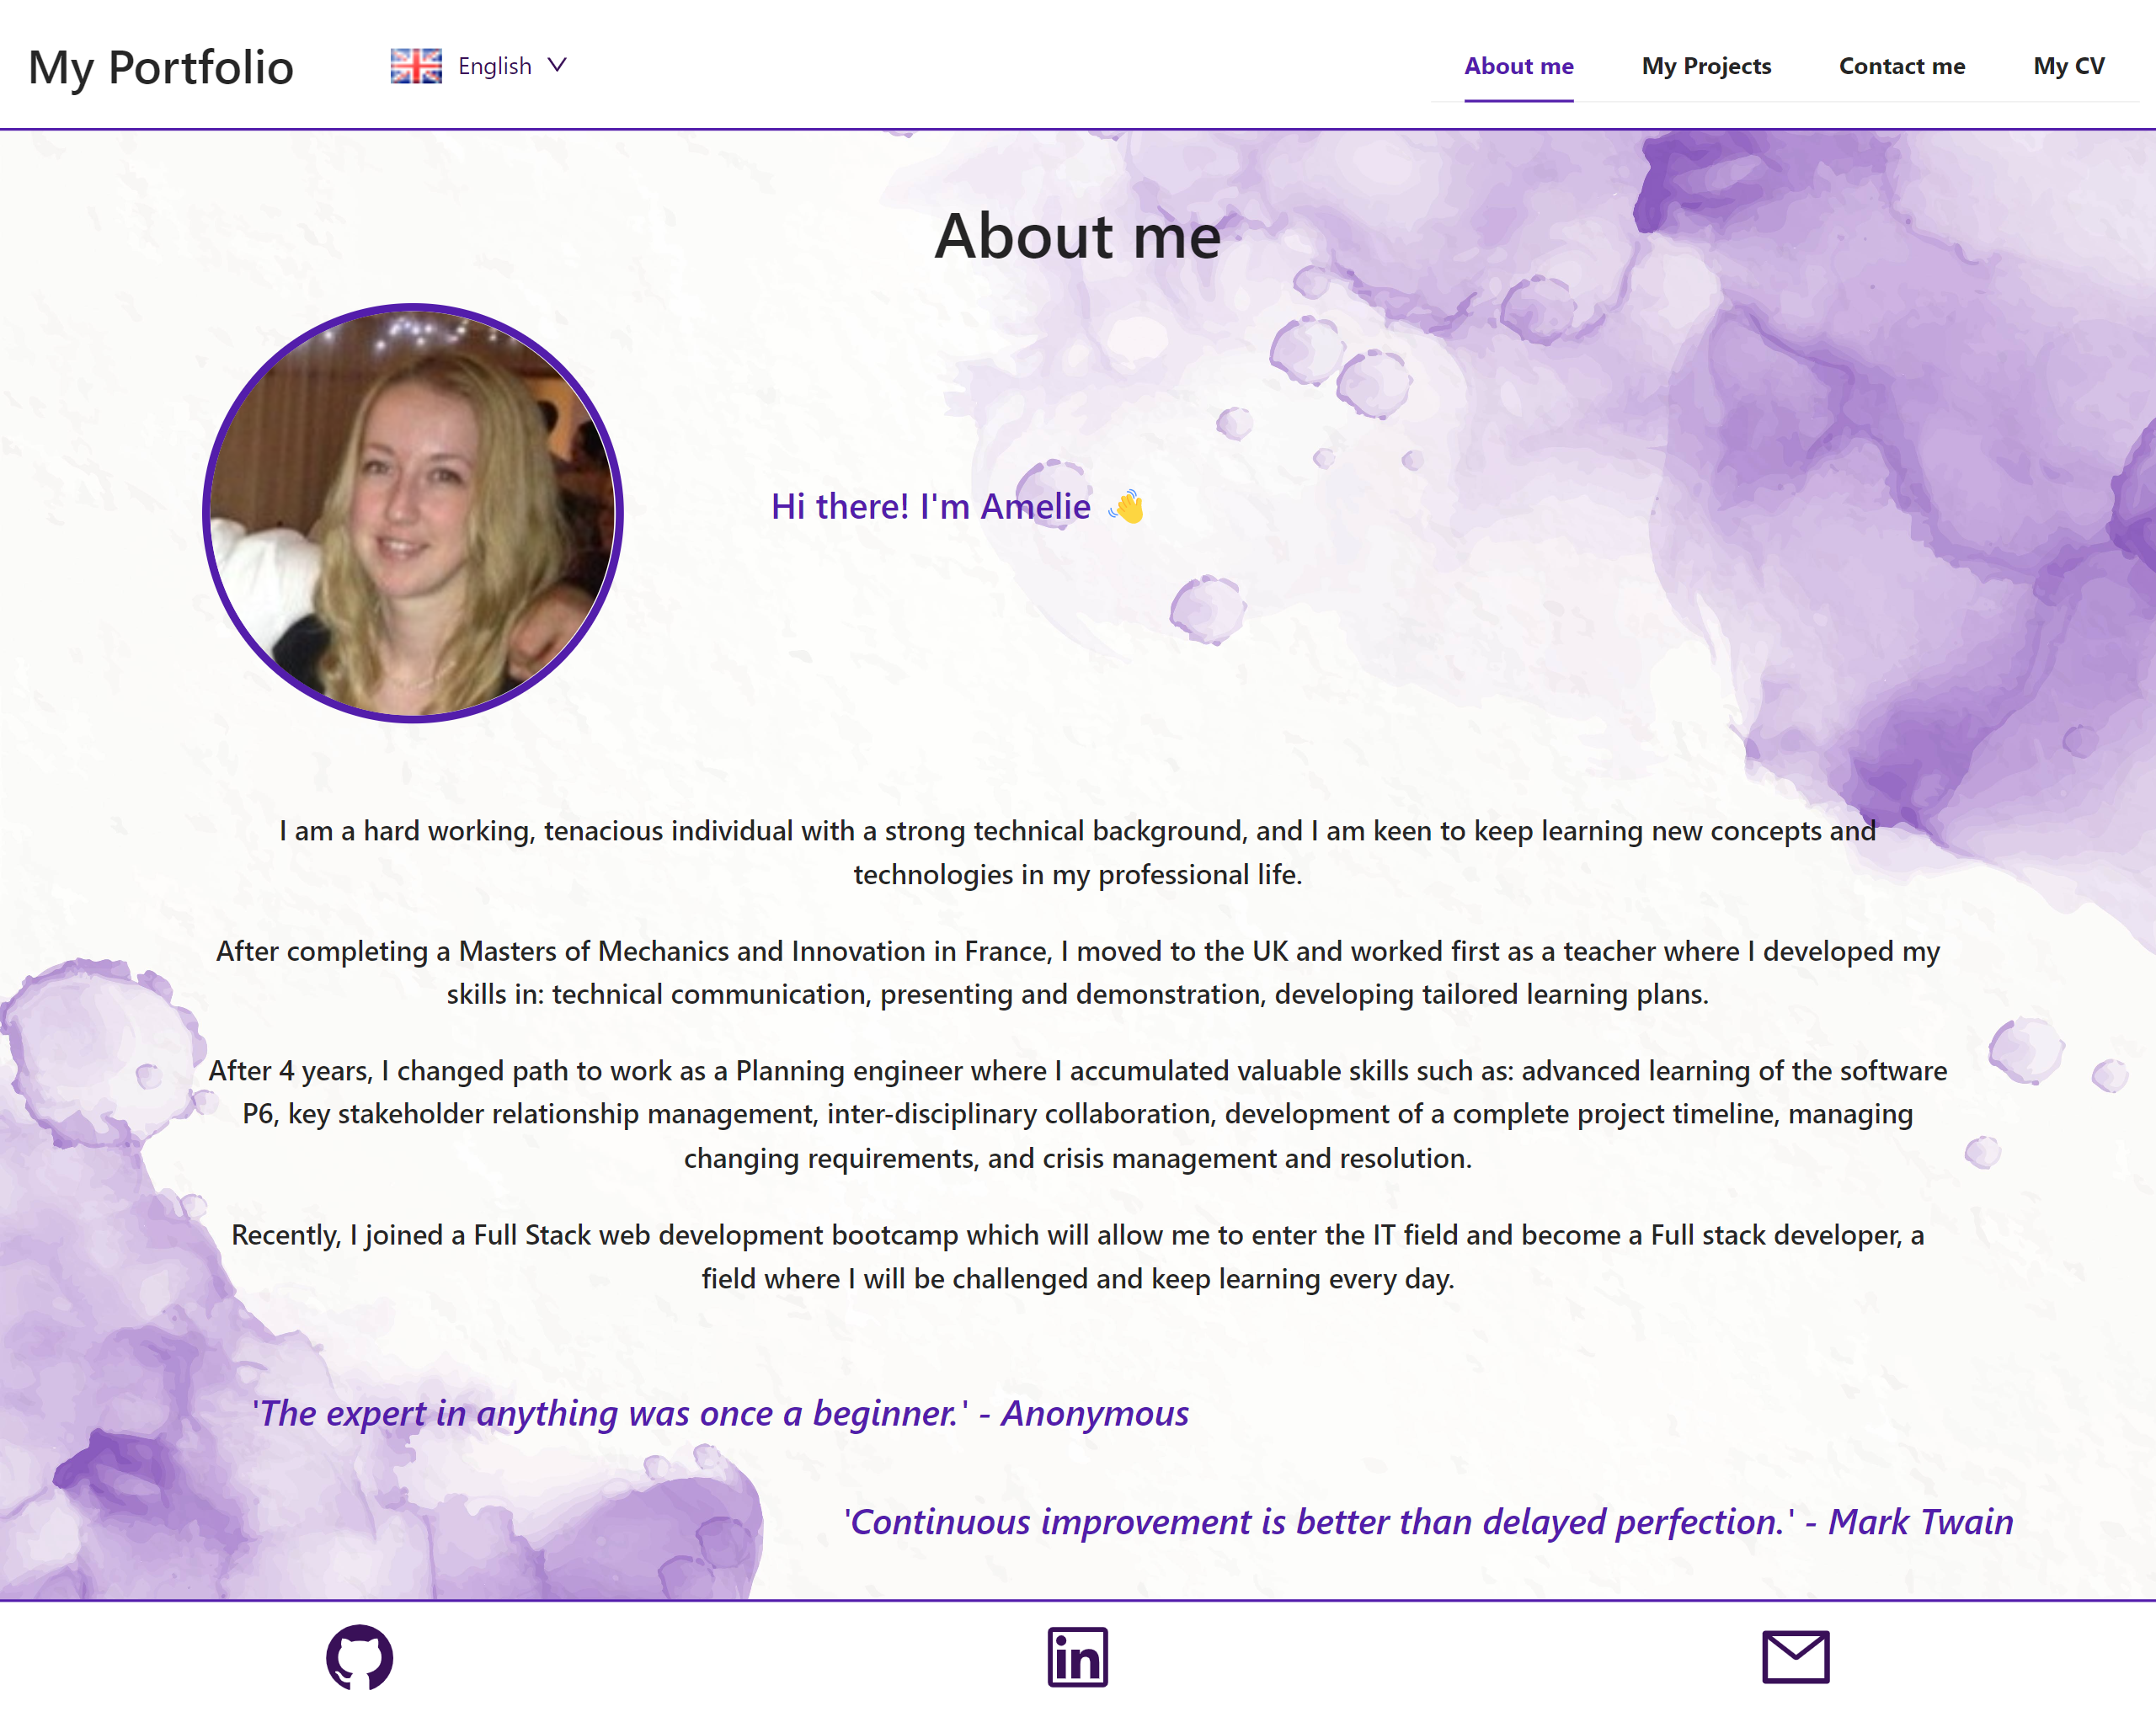 My Portfolio
English
About me
My Projects
Contact me
My CV
About me
Hi there! I'm Amelie 👋
I am a hard working, tenacious individual with a strong technical background, and I am keen to keep learning new concepts and
technologies in my professional life.
After completing a Masters of Mechanics and Innovation in France, I moved to the UK and worked first as a teacher where I developed my
skills in: technical communication, presenting and demonstration, developing tailored learning plans.
After 4 years, I changed path to work as a Planning engineer where I accumulated valuable skills such as: advanced learning of the software
P6, key stakeholder relationship management, inter-disciplinary collaboration, development of a complete project timeline, managing
changing requirements, and crisis management and resolution.
Recently, I joined a Full Stack web development bootcamp which will allow me to enter the IT field and become a Full stack developer, a
field where I will be challenged and keep learning every day.
'The expert in anything was once a beginner.' - Anonymous
'Continuous improvement is better than delayed perfection.' - Mark Twain
in